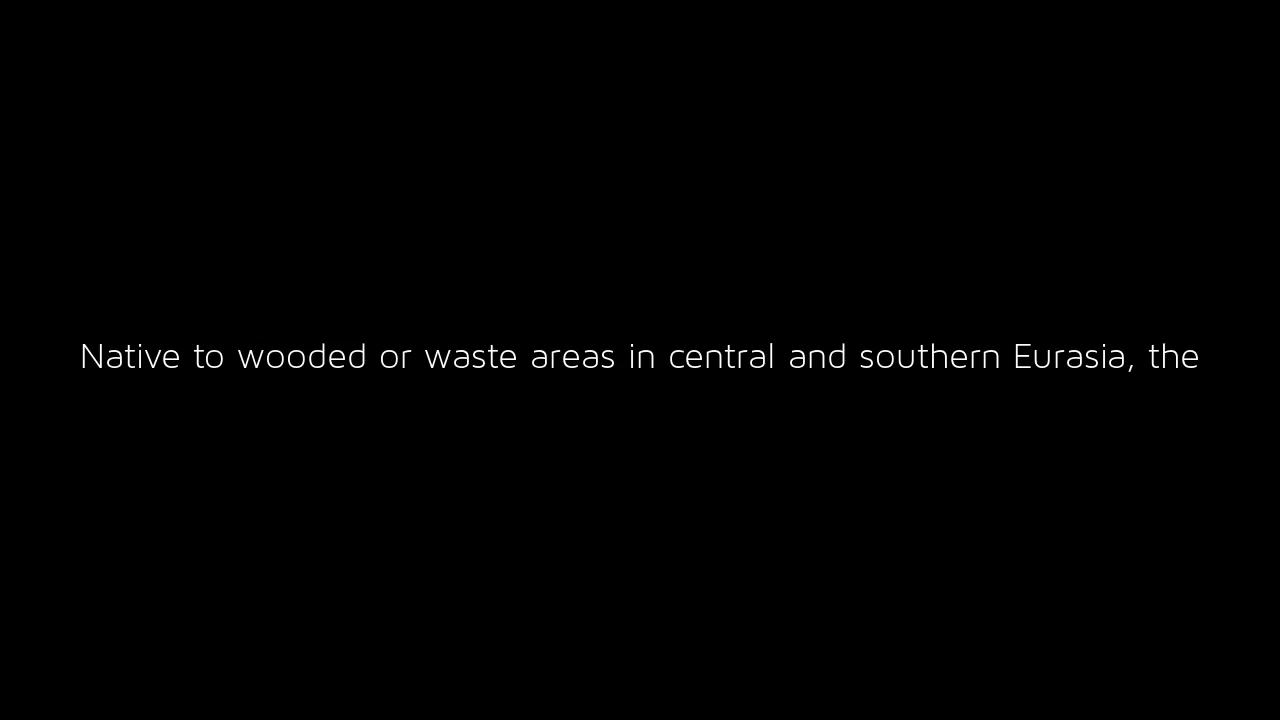 Native to wooded or waste areas in central and southern Eurasia, the